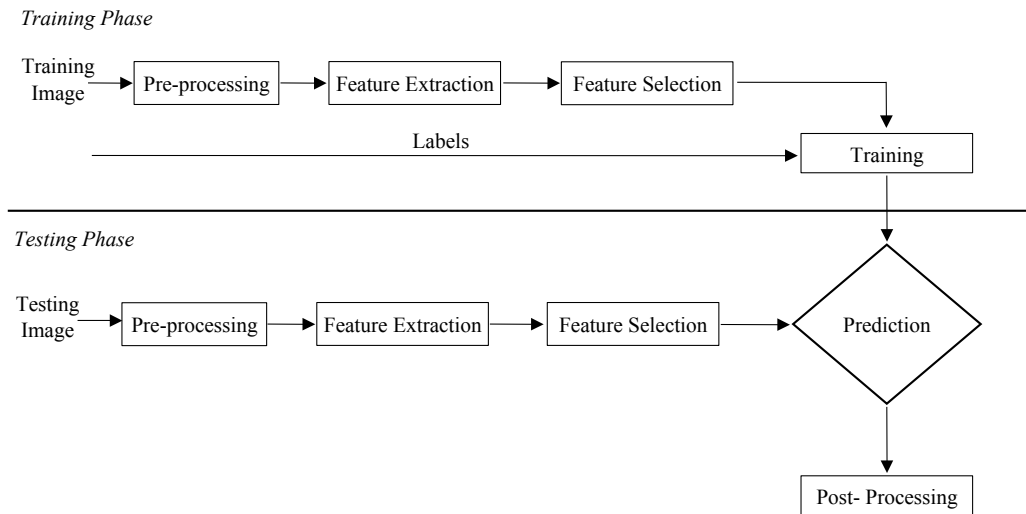 Training Phase
Training
Image
Pre-processing
Feature Extraction
Feature Selection
Labels
Training
Testing Phase
Testing
Image
Pre-processing
Feature Extraction
Feature Selection
Prediction
Post- Processing